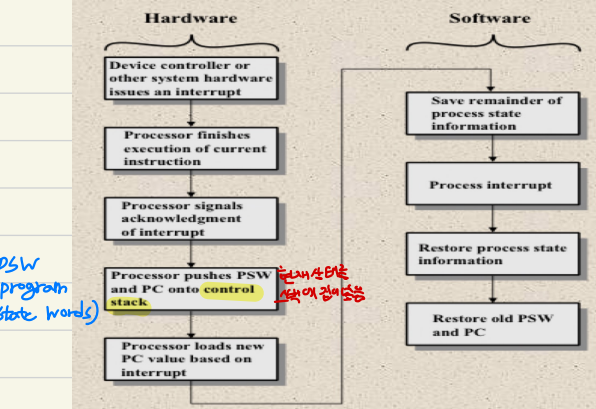 Hardware
Software
Device controller or
other system hardware
issues an interrupt
Processor finishes
execution of current
instruction
Processor signals
acknowledgment
of interrupt
Processor pushes PSW
and PC onto control
stack
PSW
program
state words)
현재상태를
스택에 집어넣음
Processor loads new
PC value based on
interrupt
Save remainder of
process state
information
Process interrupt
Restore process state
information
Restore old PSW
and PC